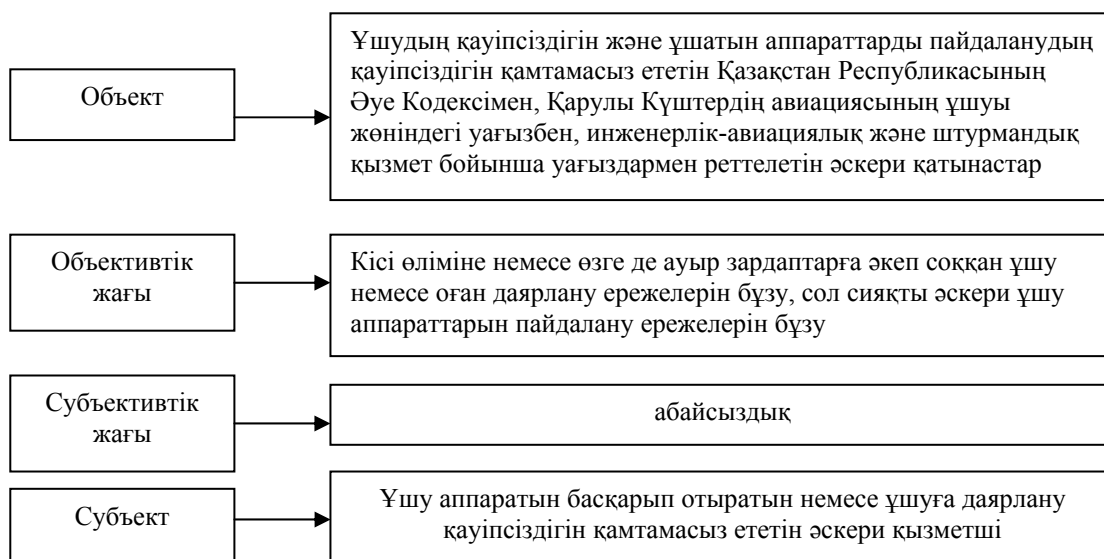 Объект
Ұшудың қауіпсіздігін және ұшатын аппараттарды пайдаланудың
қауіпсіздігін қамтамасыз ететін Қазақстан Республикасының
Әуе Кодексімен, Қарулы Күштердің авиациясының ұшуы
жөніндегі уағызбен, инженерлік-авиациялық және штурмандық
қызмет бойынша уағыздармен реттелетін әскери қатынастар
Объективтік
жағы
Кісі өліміне немесе өзге де ауыр зардаптарға әкеп соққан ұшу
немесе оған даярлану ережелерін бұзу, сол сияқты әскери ұшу
аппараттарын пайдалану ережелерін бұзу
Субъективтік
жағы
абайсыздық
Субъект
Ұшу аппаратын басқарып отыратын немесе ұшуға даярлану
қауіпсіздігін қамтамасыз ететін әскери қызметші